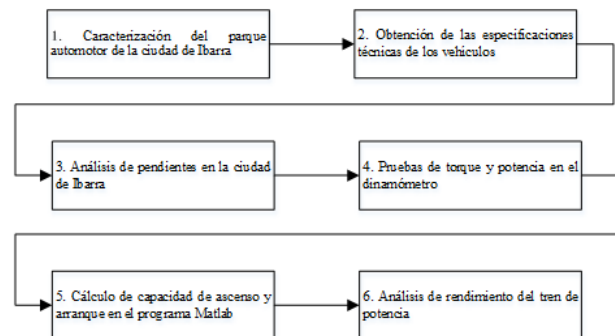 1. Caracterización del parque
automotor de la ciudad de Ibarra
2. Obtención de las especificaciones
técnicas de los vehículos
3. Análisis de pendientes en la ciudad
de Ibarra
4. Pruebas de torque y potencia en el
dinamómetro
5. Cálculo de capacidad de ascenso y
arranque en el programa Matlab
6. Análisis de rendimiento del tren de
potencia